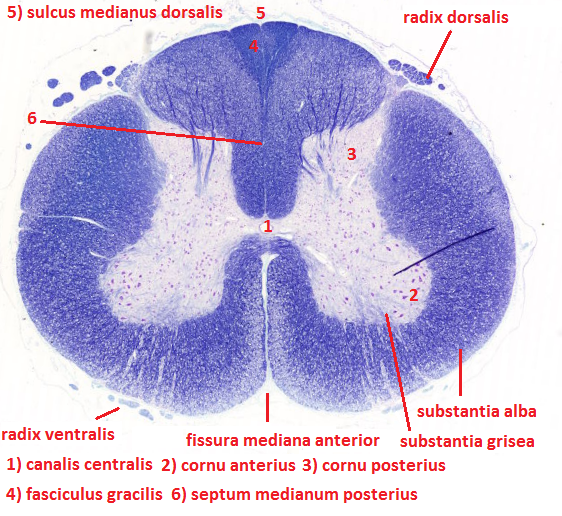 5) sulcus medianus dorsalis
5
radix dorsalis
4
6
3
1
2
substantia alba
radix ventralis
fissura mediana anterior
substantia grisea
1) canalis centralis 2) cornu anterius 3) cornu posterius
4) fasciculus gracilis 6) septum medianum posterius